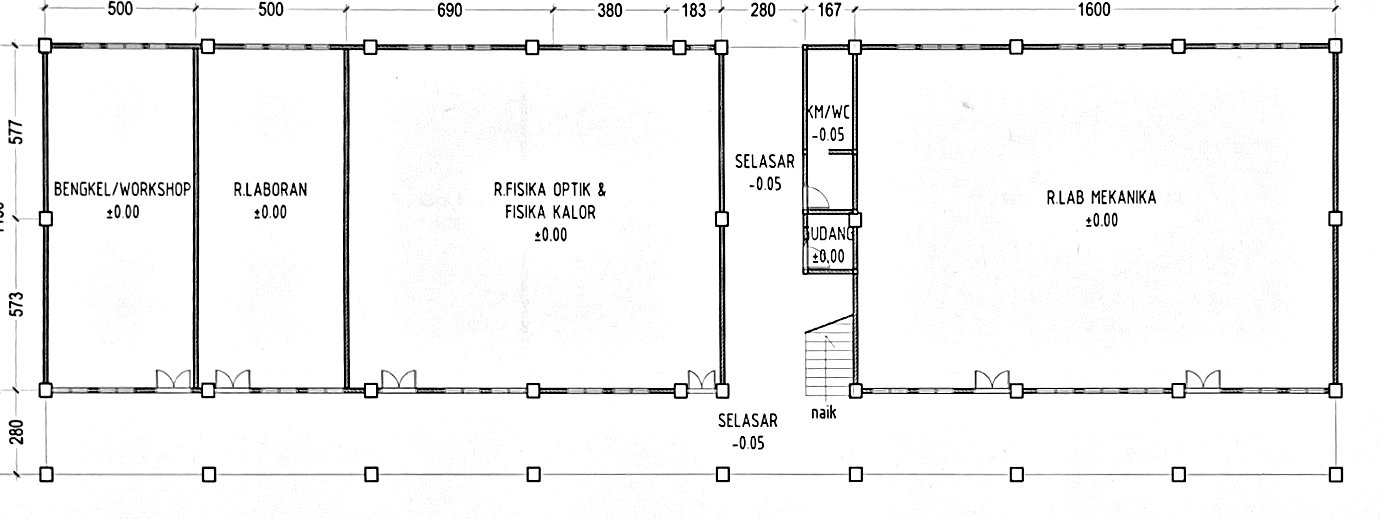 500 500 690 380 183 280 167 1600
577
573
280
BENGKEL/WORKSHOP
±0.00
R.LABORAN
±0.00
R.FISIKA OPTIK &
FISIKA KALOR
±0.00
SELASAR
-0.05
KM/WC
-0.05
GUDANG
±0.00
naik
SELASAR
-0.05
R.LAB MEKANIKA
±0.00